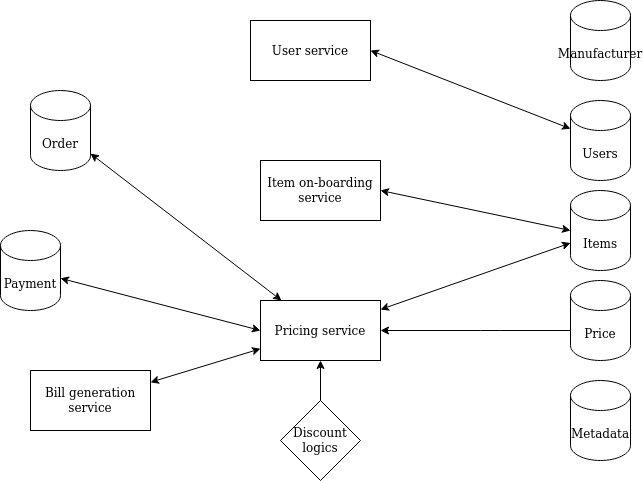 User service
Manufacturer
Order
Users
Item on-boarding
service
Items
Payment
Pricing service
Price
Bill generation
service
Discount
logics
Metadata